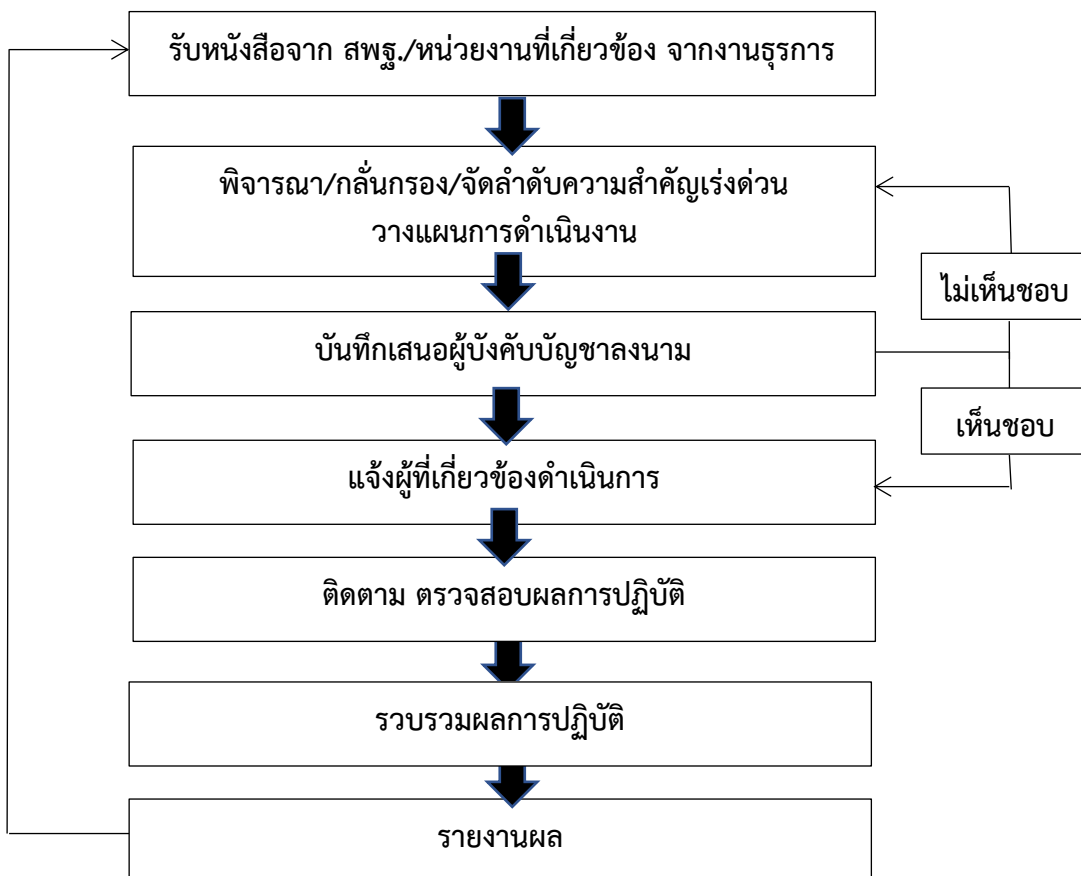 รับหนังสือจาก สพฐ./หน่วยงานที่เกี่ยวข้อง จากงานธุรการ
พิจารณา/กลั่นกรอง/จัดลำดับความสำคัญเร่งด่วน
วางแผนการดำเนินงาน
ไม่เห็นชอบ
บันทึกเสนอผู้บังคับบัญชาลงนาม
เห็นชอบ
แจ้งผู้ที่เกี่ยวข้องดำเนินการ
ติดตาม ตรวจสอบผลการปฏิบัติ
รวบรวมผลการปฏิบัติ
รายงานผล